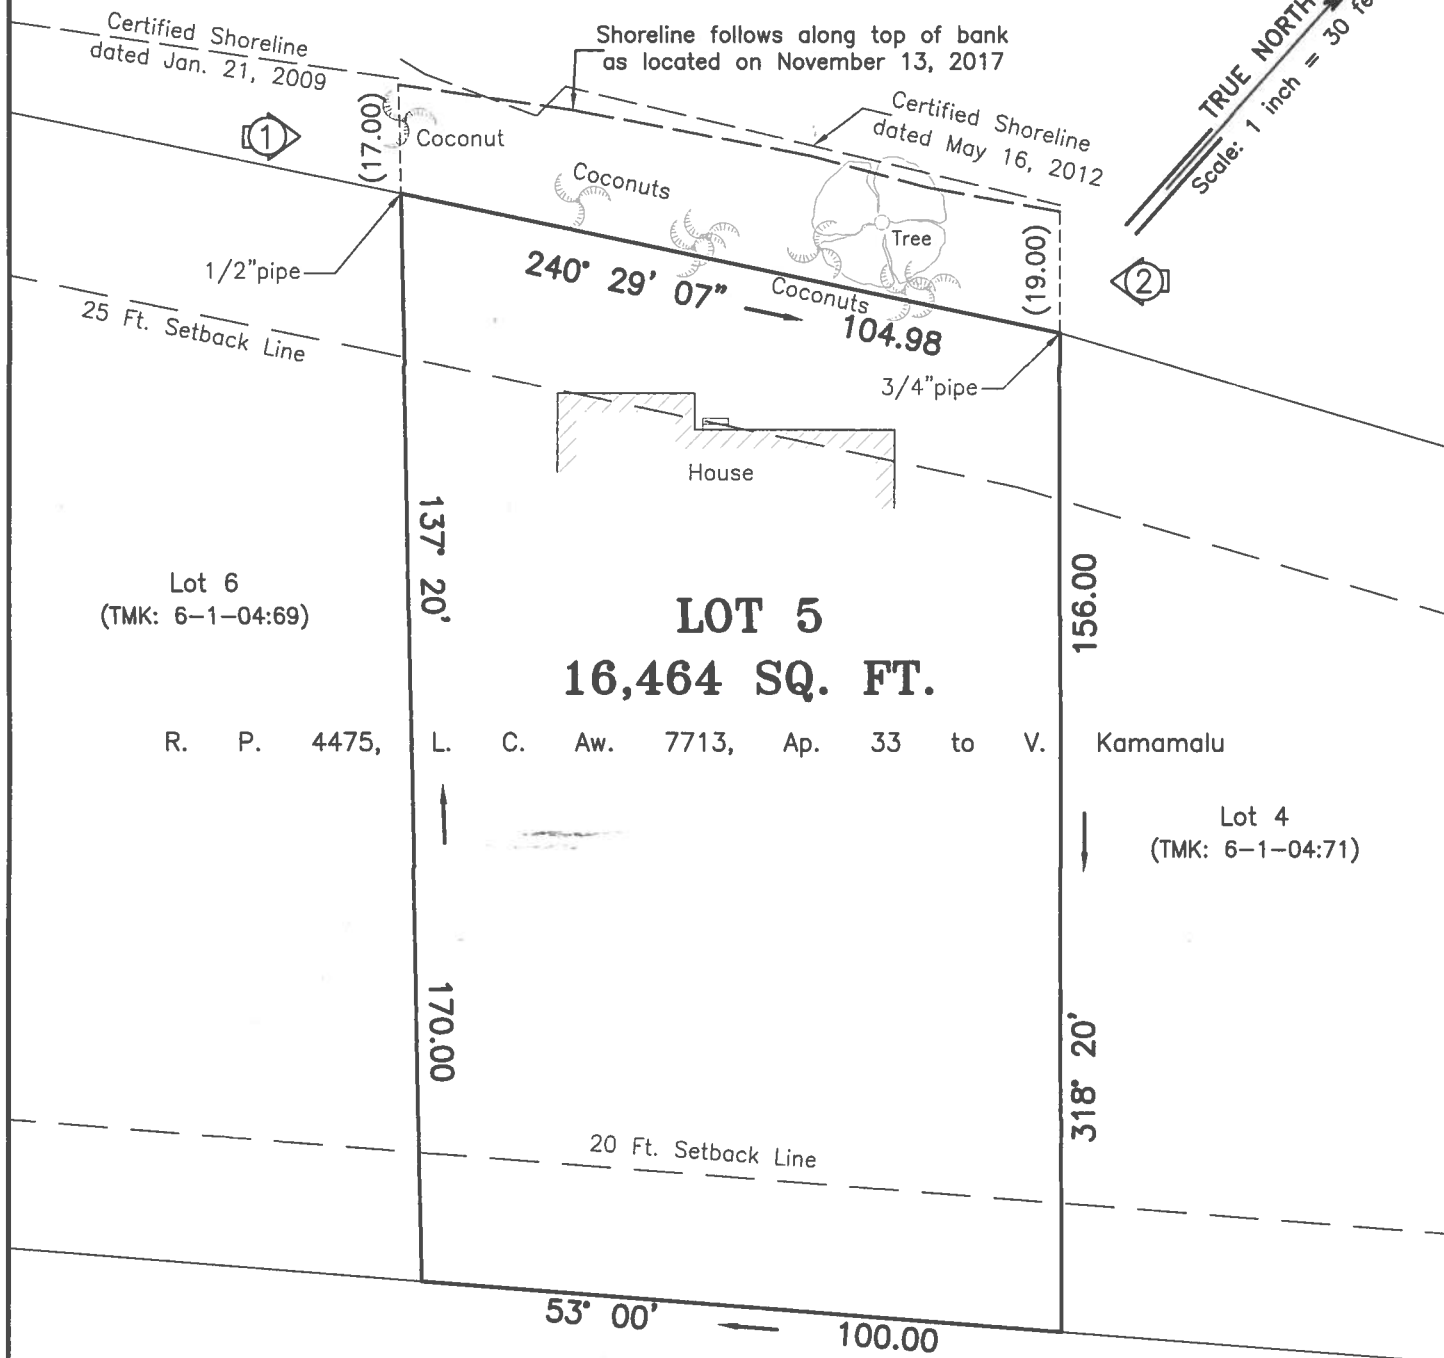 Certified Shoreline
dated Jan. 21, 2009
Shoreline follows along top of bank
as located on November 13, 2017
TRUE NORTH
Scale: 1 inch = 30
Certified Shoreline
dated May 16, 2012
1
(17.00)
Coconut
Coconuts
Tree
(19.00)
2
1/2"pipe
240° 29' 07"
Coconuts
104.98
25 Ft. Setback Line
3/4"pipe
House
137° 20'
156.00
Lot 6
(TMK: 6-1-04:69)
LOT 5
16,464 SQ. FT.
R. P. 4475, L. C. Aw. 7713, Ap. 33 to V. Kamamalu
Lot 4
(TMK: 6-1-04:71)
170.00
318° 20'
20 Ft. Setback Line
53° 00'
100.00